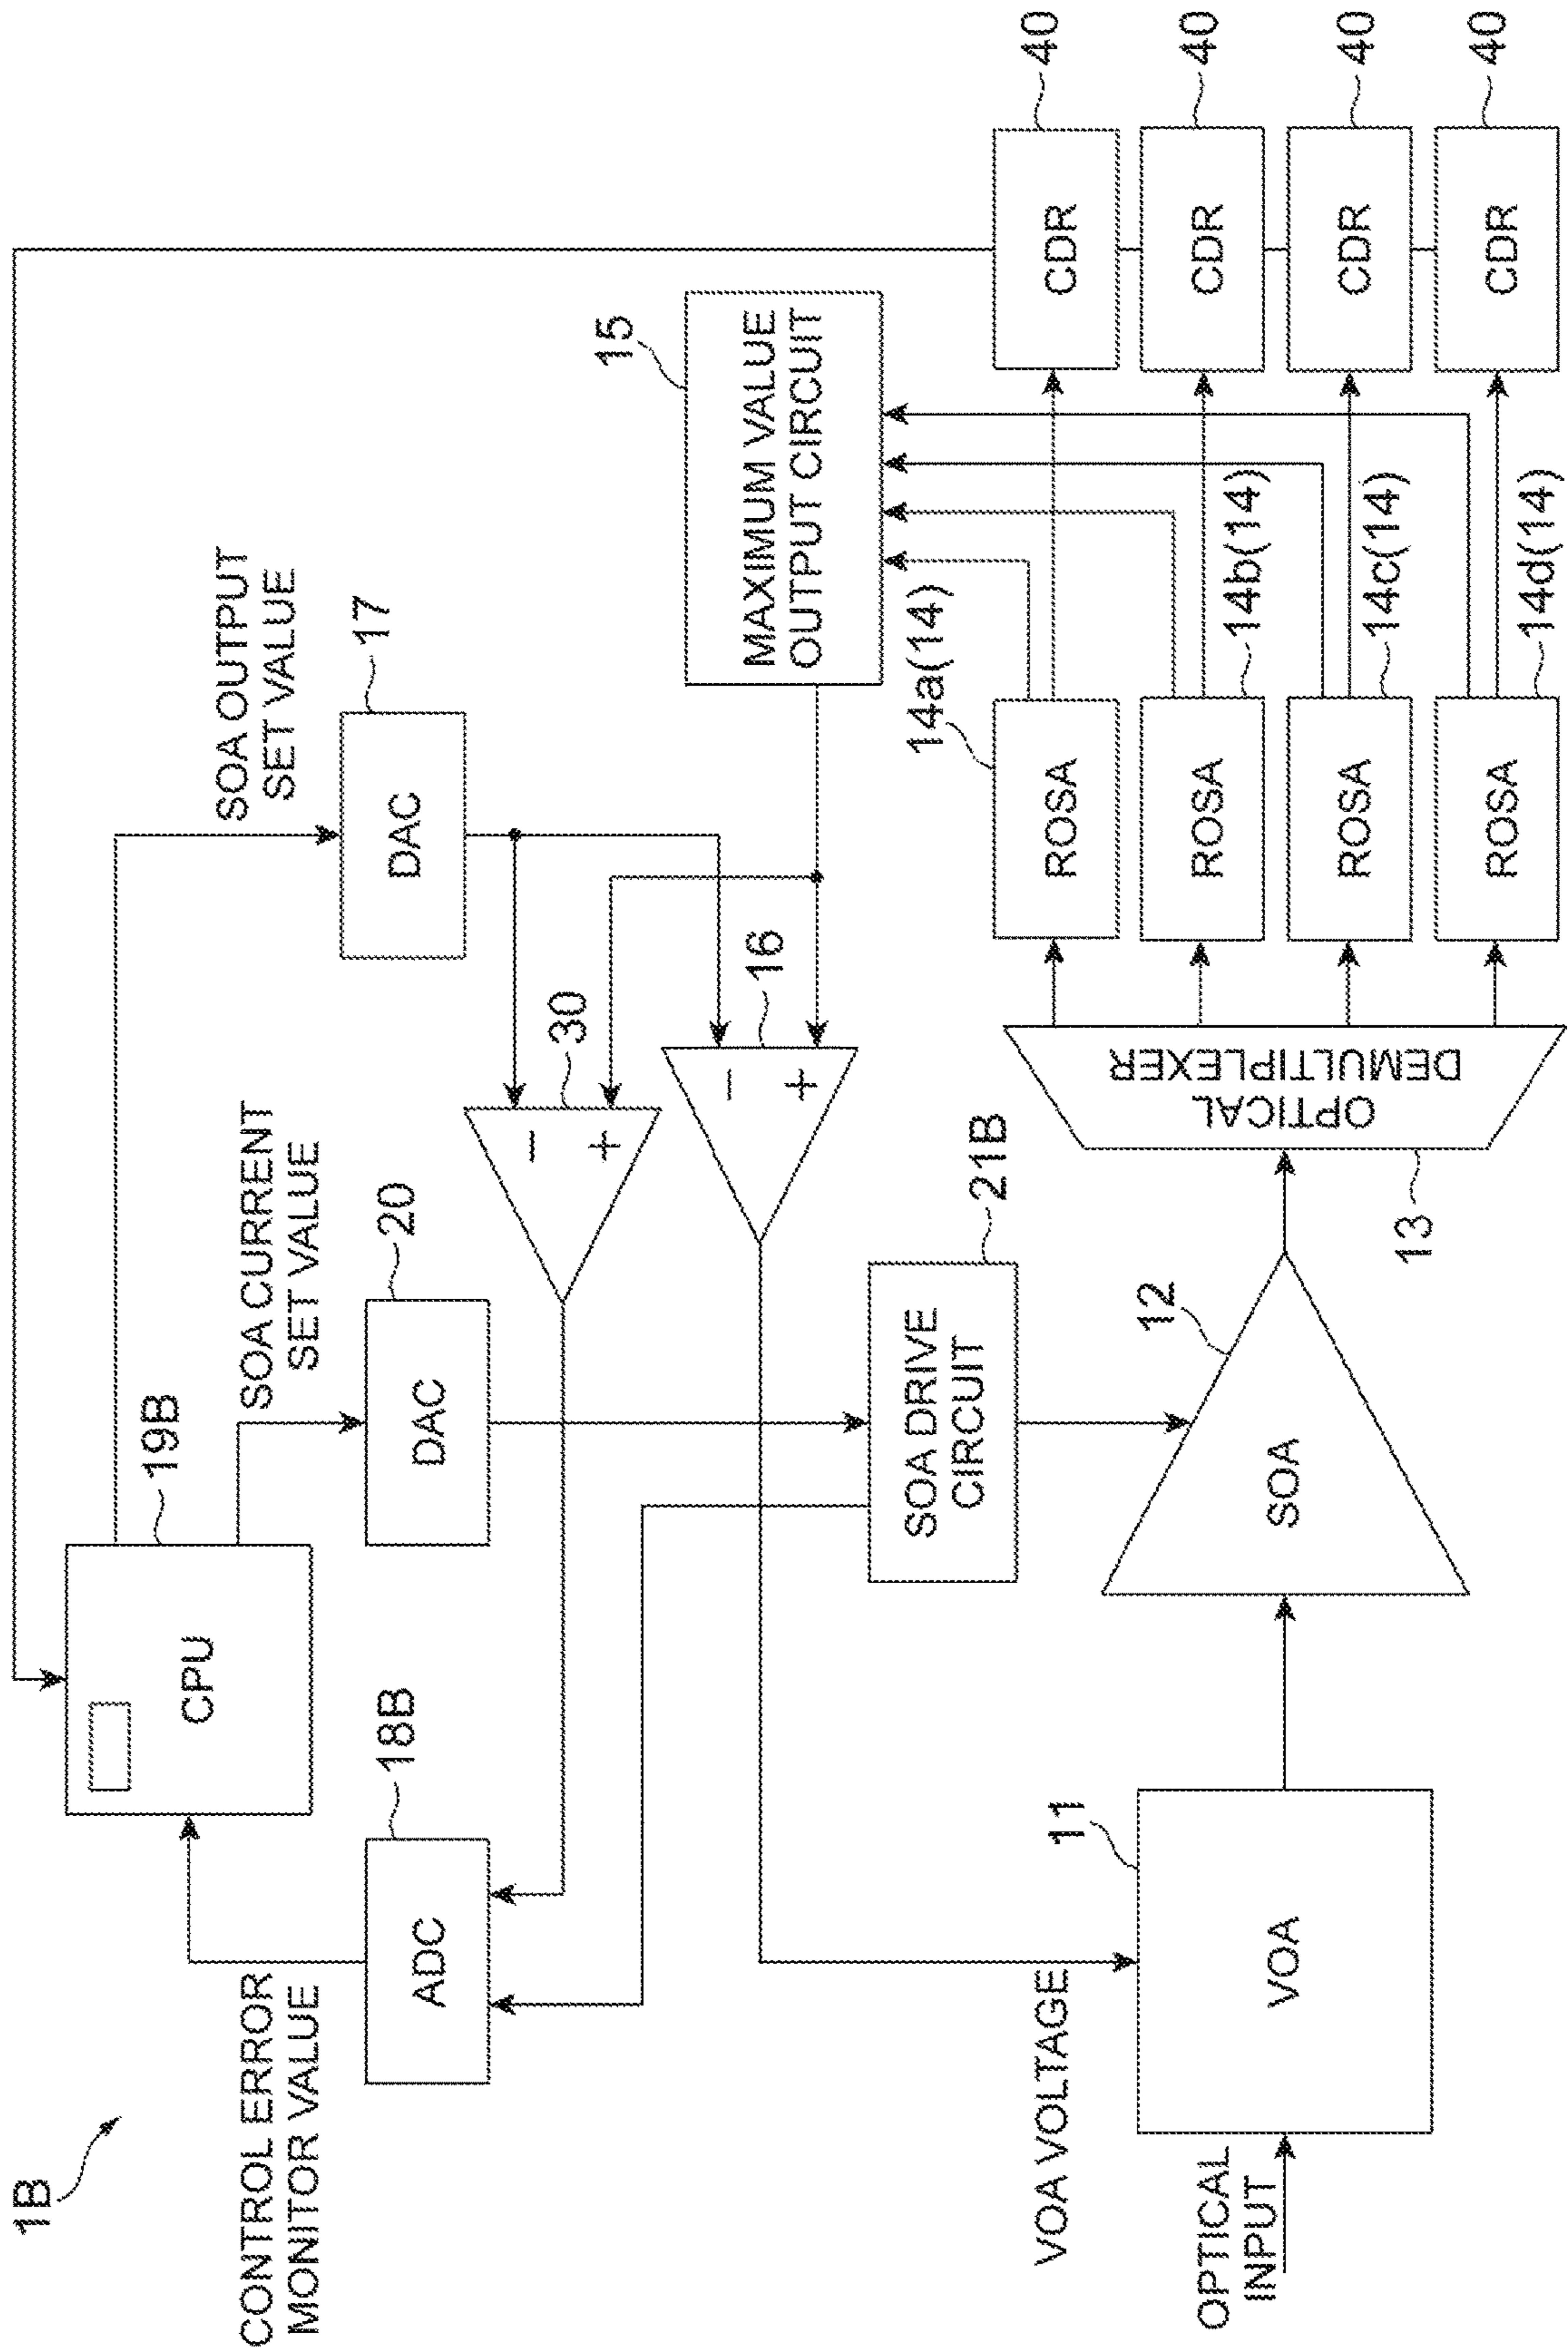 1B
CONTROL ERROR
MONITOR VALUE
19B
CPU
SOA OUTPUT
SET VALUE
SOA CURRENT
SET VALUE
17
DAC
20
DAC
18B
ADC
30
−
+
16
−
+
15
MAXIMUM VALUE
OUTPUT CIRCUIT
21B
SOA DRIVE
CIRCUIT
VOA VOLTAGE
11
VOA
OPTICAL
INPUT
12
SOA
13
OPTICAL
DEMULTIPLEXER
14a(14)
ROSA
14b(14)
ROSA
14c(14)
ROSA
14d(14)
ROSA
40
CDR
40
CDR
40
CDR
40
CDR